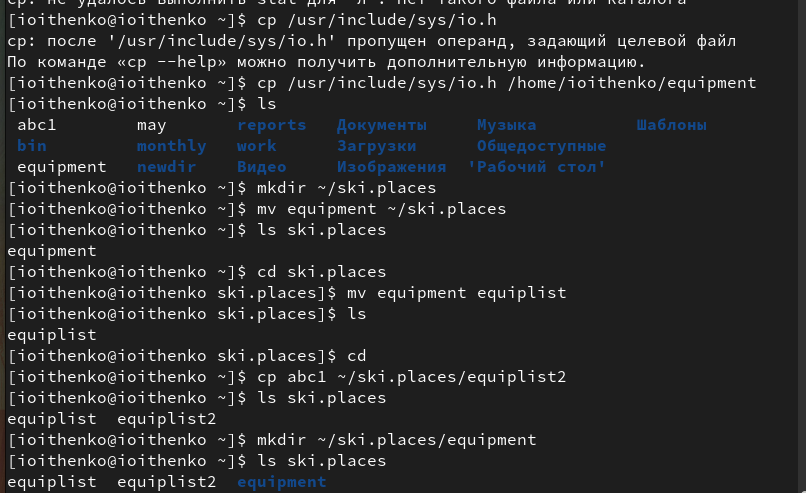 ср: не удалось выполнить stat для 'л': Нет такого файла или каталога
[ioithenko@ioithenko ~]$ cp /usr/include/sys/io.h
cp: после '/usr/include/sys/io.h' пропущен операнд, задающий целевой файл
По команде «cp --help» можно получить дополнительную информацию.
[ioithenko@ioithenko ~]$ cp /usr/include/sys/io.h /home/ioithenko/equipment
[ioithenko@ioithenko ~]$ ls
abc1 may reports Документы Музыка Шаблоны
bin monthly work Загрузки Общедоступные
equipment newdir Видео Изображения 'Рабочий стол'
[ioithenko@ioithenko ~]$ mkdir ~/ski.places
[ioithenko@ioithenko ~]$ mv equipment ~/ski.places
[ioithenko@ioithenko ~]$ ls ski.places
equipment
[ioithenko@ioithenko ~]$ cd ski.places
[ioithenko@ioithenko ski.places]$ mv equipment equiplist
[ioithenko@ioithenko ski.places]$ ls
equiplist
[ioithenko@ioithenko ski.places]$ cd
[ioithenko@ioithenko ~]$ cp abc1 ~/ski.places/equiplist2
[ioithenko@ioithenko ~]$ ls ski.places
equiplist equiplist2
[ioithenko@ioithenko ~]$ mkdir ~/ski.places/equipment
[ioithenko@ioithenko ~]$ ls ski.places
equiplist equiplist2 equipment